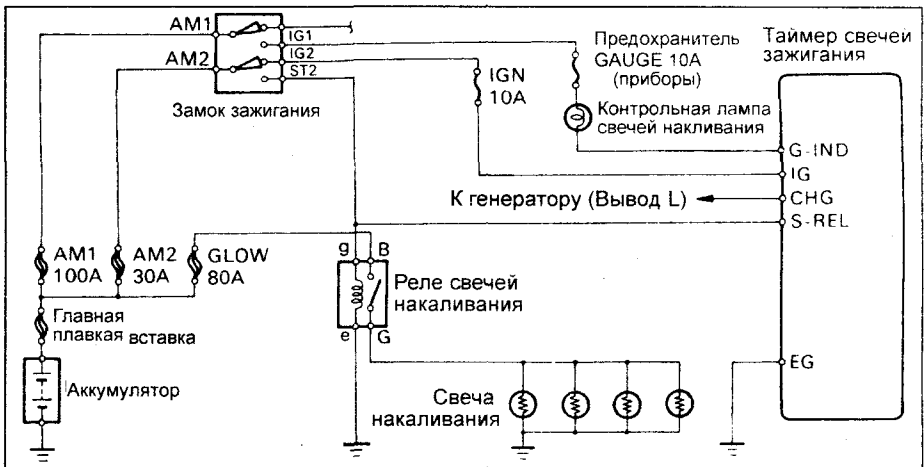 AM1
AM2
IG1
IG2
ST2
Замок зажигания
IGN
10A
Предохранитель
GAUGE 10A
(приборы)
Контрольная лампа
свечей накливания
Таймер свечей
зажигания
G-IND
IG
CHG
S-REL
EG
К генератору (Вывод L)
AM1
100A
AM2
30A
GLOW
80A
g
B
e
G
Реле свечей
накаливания
Главная
плавкая вставка
Аккумулятор
Свеча
накаливания